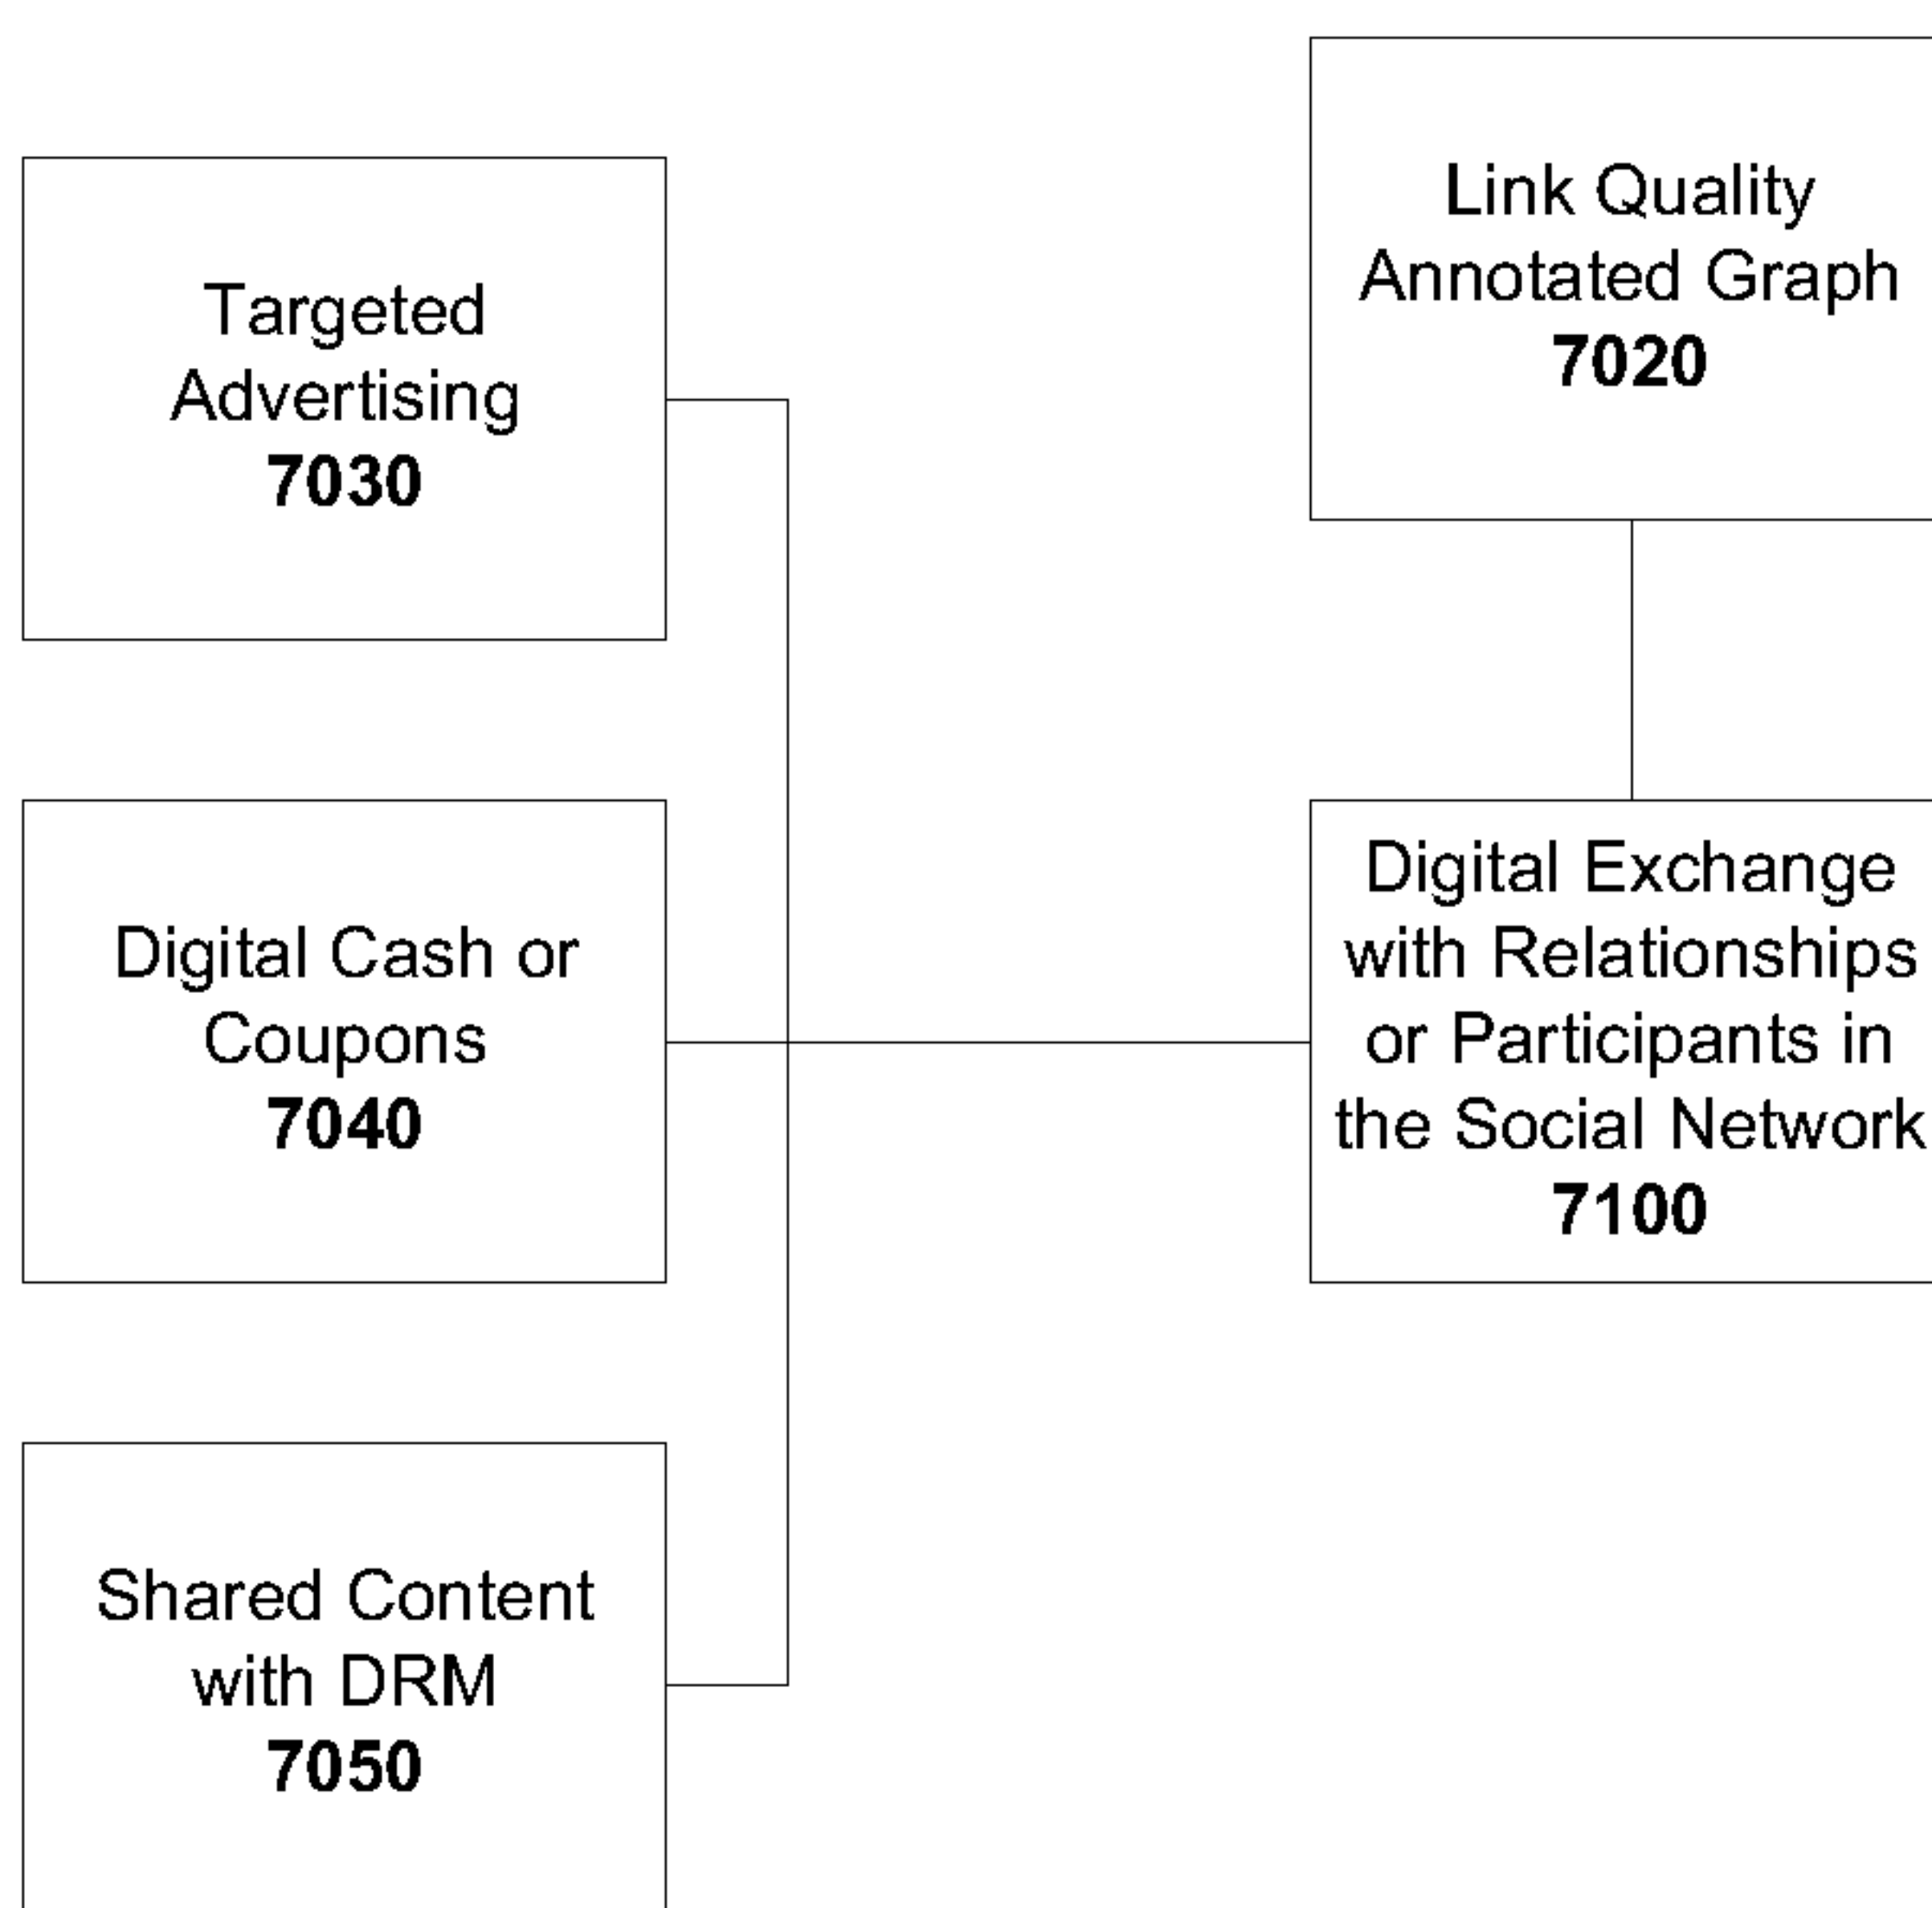 Targeted
Advertising
7030
Link Quality
Annotated Graph
7020
Digital Cash or
Coupons
7040
Digital Exchange
with Relationships
or Participants in
the Social Network
7100
Shared Content
with DRM
7050